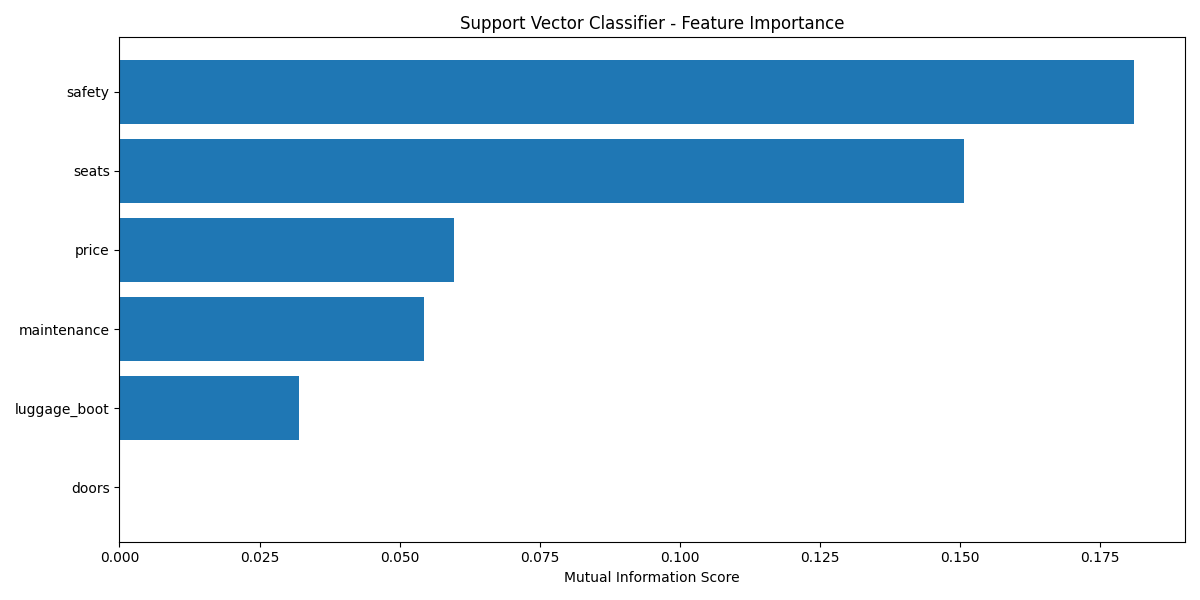 Support Vector Classifier - Feature Importance
safety
seats
price
maintenance
luggage_boot
doors
0.000 0.025 0.050 0.075 0.100 0.125 0.150 0.175
Mutual Information Score